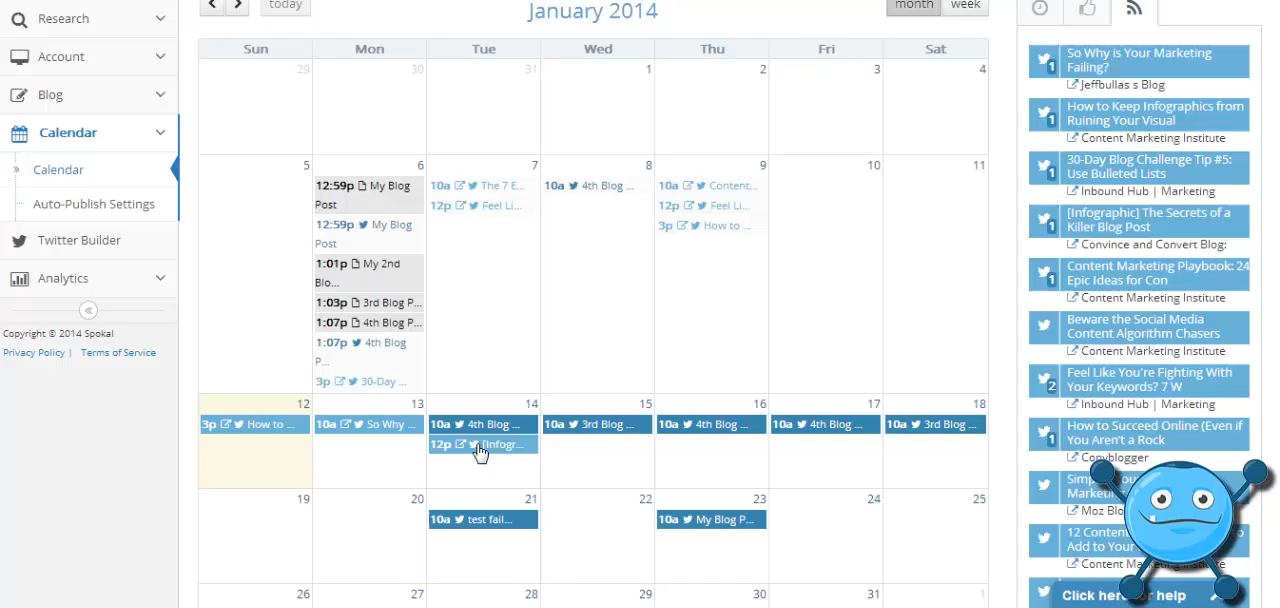 Research
Account
Blog
Calendar
Calendar
Auto-Publish Settings
Twitter Builder
Analytics
Copyright © 2014 Spokal
Privacy Policy | Terms of Service
today
January 2014
month
week
Sun Mon Tue Wed Thu Fri Sat
29 30 31 1 2 3 4
5 6 7 8 9 10 11
12:59p My Blog
Post
12:59p My Blog
Post
1:01p My 2nd
Blo...
1:03p 3rd Blog P...
1:07p 4th Blog P...
1:07p 4th Blog
P...
3p 30-Day ...
10a The 7 E...
12p Feel Li...
10a 4th Blog ...
10a Content...
12p Feel Li...
3p How to ...
12 13 14 15 16 17 18
3p How to ...
10a So Why ...
10a 4th Blog ...
12p [Infogr...
10a 3rd Blog ...
10a 4th Blog ...
10a 4th Blog ...
10a 3rd Blog ...
19 20 21 22 23 24 25
10a test fail...
10a My Blog P...
26 27 28 29 30 31 1
1 So Why is Your Marketing
Failing?
Jeffbullas s Blog
1 How to Keep Infographics from
Ruining Your Visual
Content Marketing Institute
1 30-Day Blog Challenge Tip #5:
Use Bulleted Lists
Inbound Hub | Marketing
1 [Infographic] The Secrets of a
Killer Blog Post
Convince and Convert Blog:
1 Content Marketing Playbook: 24
Epic Ideas for Con
Content Marketing Institute
Beware the Social Media
Content Algorithm Chasers
Content Marketing Institute
2 Feel Like You're Fighting With
Your Keywords? 7 W
Inbound Hub | Marketing
1 How to Succeed Online (Even if
You Aren't a Rock
Copyblogger
Moz Blo
12
Add to Your
Click here for help